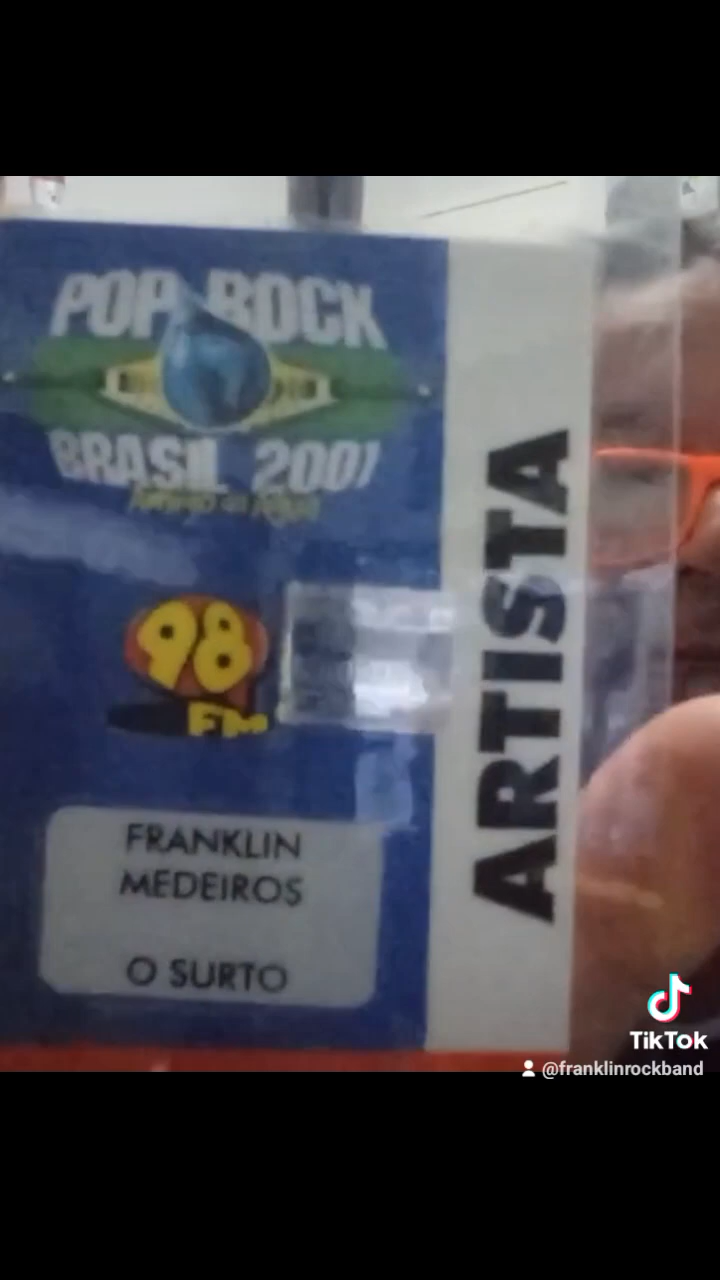 POP ROCK
BRASIL 2001
98
FM
ARTISTA
FRANKLIN
MEDEIROS
O SURTO
TikTok
@franklinrockband